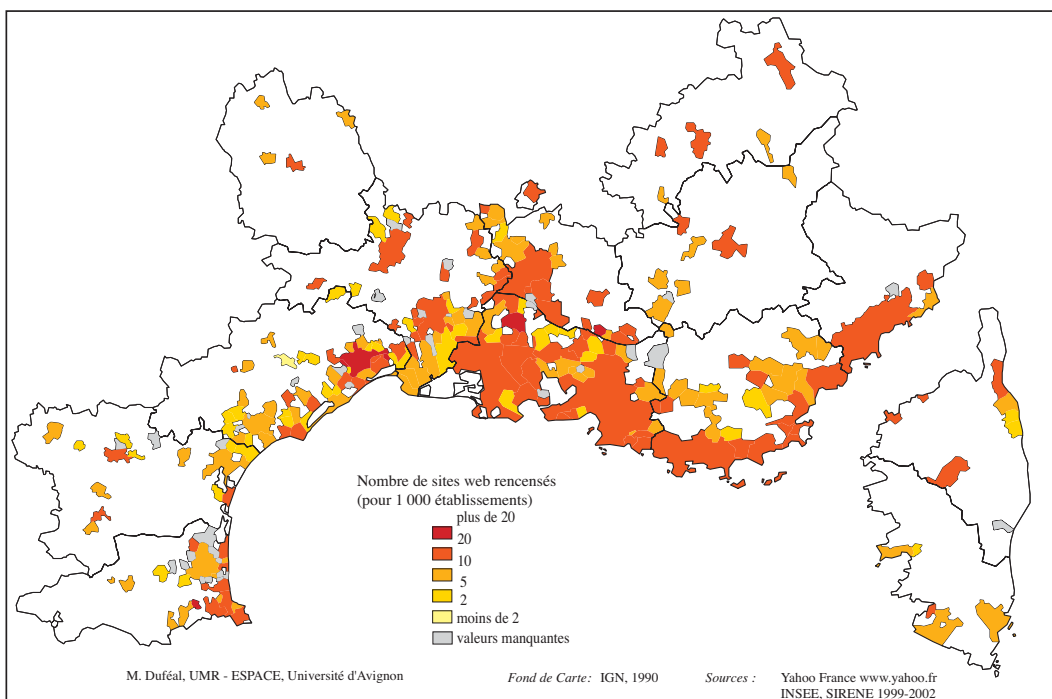 Nombre de sites web rencensés
(pour 1 000 établissements)
plus de 20
20
10
5
2
moins de 2
valeurs manquantes
M. Duféal, UMR - ESPACE, Université d'Avignon
Fond de Carte: IGN, 1990
Sources : Yahoo France www.yahoo.fr
INSEE, SIRENE 1999-2002